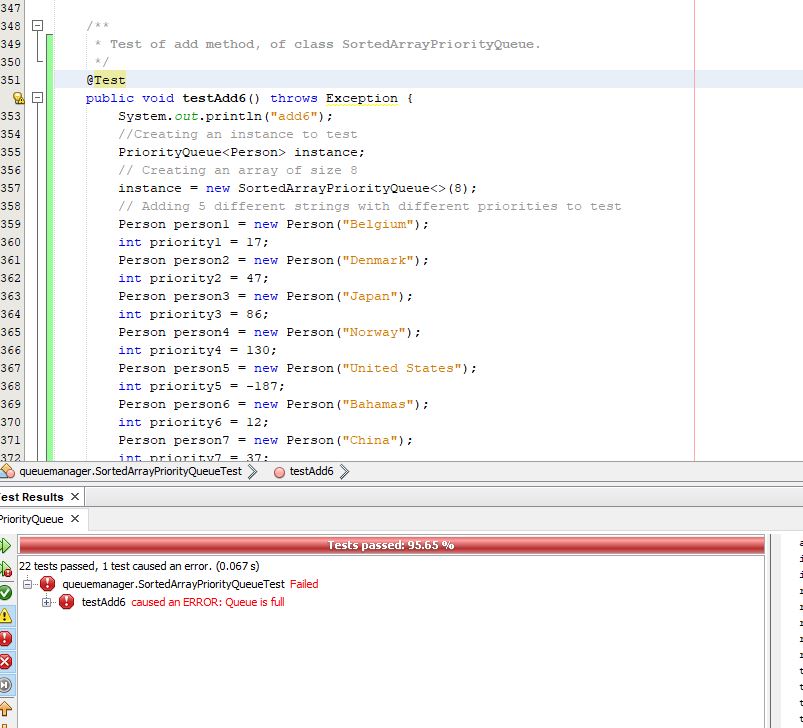 347
348 /**
349 * Test of add method, of class SortedArrayPriorityQueue.
350 */
351 @Test
public void testAdd6() throws Exception {
353 System.out.println("add6");
354 //Creating an instance to test
355 PriorityQueue<Person> instance;
356 // Creating an array of size 8
357 instance = new SortedArrayPriorityQueue<>(8);
358 // Adding 5 different strings with different priorities to test
359 Person person1 = new Person("Belgium");
360 int priority1 = 17;
361 Person person2 = new Person("Denmark");
362 int priority2 = 47;
363 Person person3 = new Person("Japan");
364 int priority3 = 86;
365 Person person4 = new Person("Norway");
366 int priority4 = 130;
367 Person person5 = new Person("United States");
368 int priority5 = -187;
369 Person person6 = new Person("Bahamas");
370 int priority6 = 12;
371 Person person7 = new Person("China");
372 int priority7 = 37;
queuemanager.SortedArrayPriorityQueueTest testAdd6
est Results
PriorityQueue
Tests passed: 95.65 %
22 tests passed, 1 test caused an error. (0.067 s)
queuemanager.SortedArrayPriorityQueueTest Failed
testAdd6 caused an ERROR: Queue is full